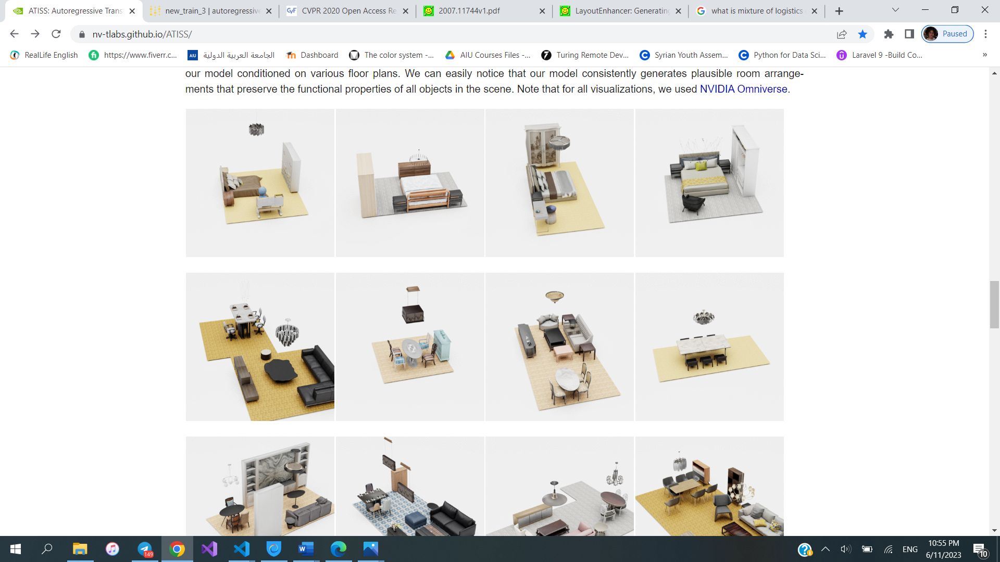 ATISS: Autoregressive Trans
new_train_3 | autoregressive
CVPR 2020 Open Access Re
2007.11744v1.pdf
LayoutEnhancer: Generating
what is mixture of logistics
nv-tlabs.github.io/ATISS/
Paused
RealLife English
https://www.fiverr.c...
AIU
الجامعة العربية الدولية
Dashboard
The color system -...
AIU Courses Files -...
Turing Remote Dev...
Syrian Youth Assem...
Python for Data Sci...
Laravel 9 -Build Co...
our model conditioned on various floor plans. We can easily notice that our model consistently generates plausible room arrange-
ments that preserve the functional properties of all objects in the scene. Note that for all visualizations, we used NVIDIA Omniverse.
149
ENG
10:55 PM
6/11/2023
10